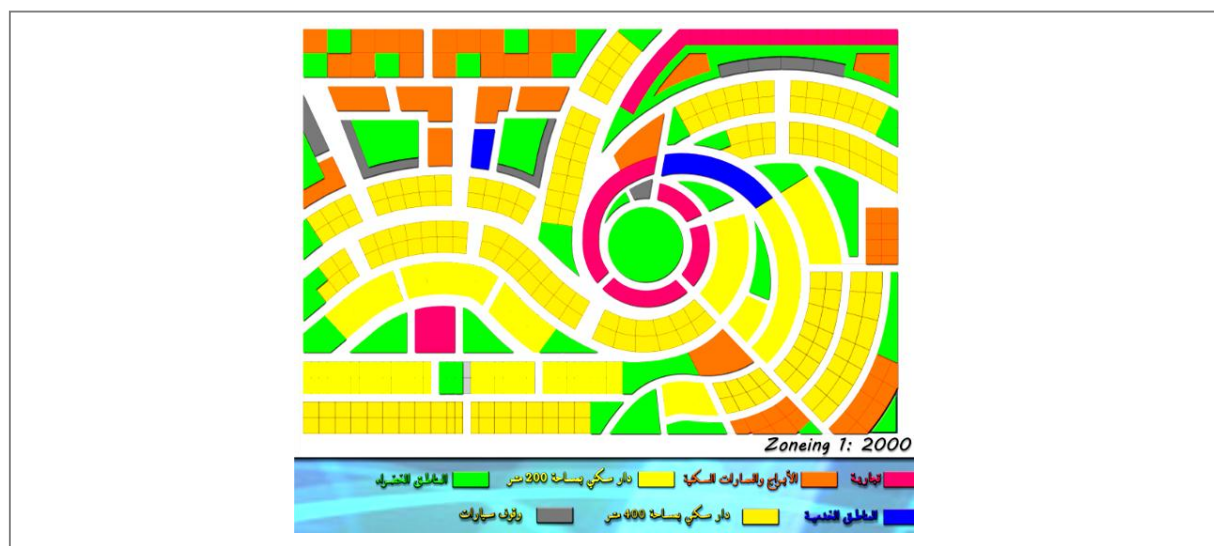 Zoneing 1: 2000
تجارية الأبراج والعمارات السكنية دار سكني بمساحة 200 متر المناطق الخضراء
المناطق الخدمية دار سكني بمساحة 400 متر وقوف سيارات